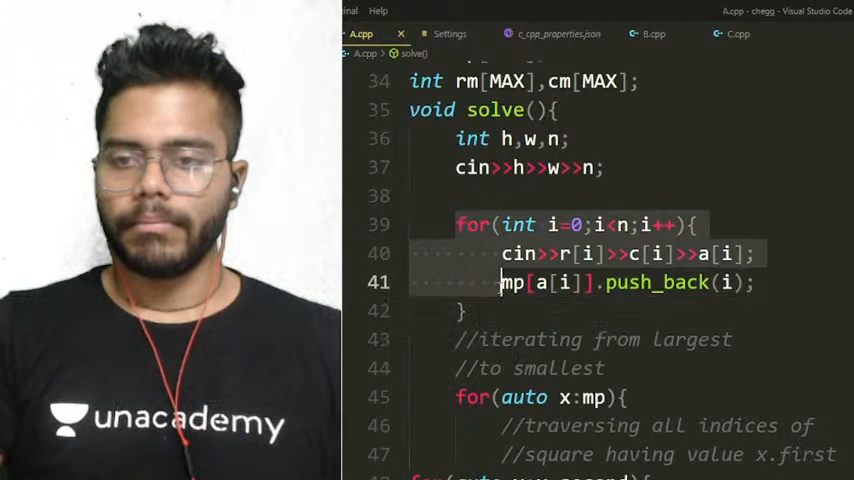 unacademy
minal Help
A.cpp - chegg - Visual Studio Code
A.cpp × Settings c_cpp_properties.json B.cpp C.cpp
A.cpp > solve()
34 int rm[MAX],cm[MAX];
35 void solve(){
36 int h,w,n;
37 cin>>h>>w>>n;
38
39 for(int i=0;i<n;i++){
40 cin>>r[i]>>c[i]>>a[i];
41 mp[a[i]].push_back(i);
42 }
43 //iterating from largest
44 //to smallest
45 for(auto x:mp){
46 //traversing all indices of
47 //square having value x.first